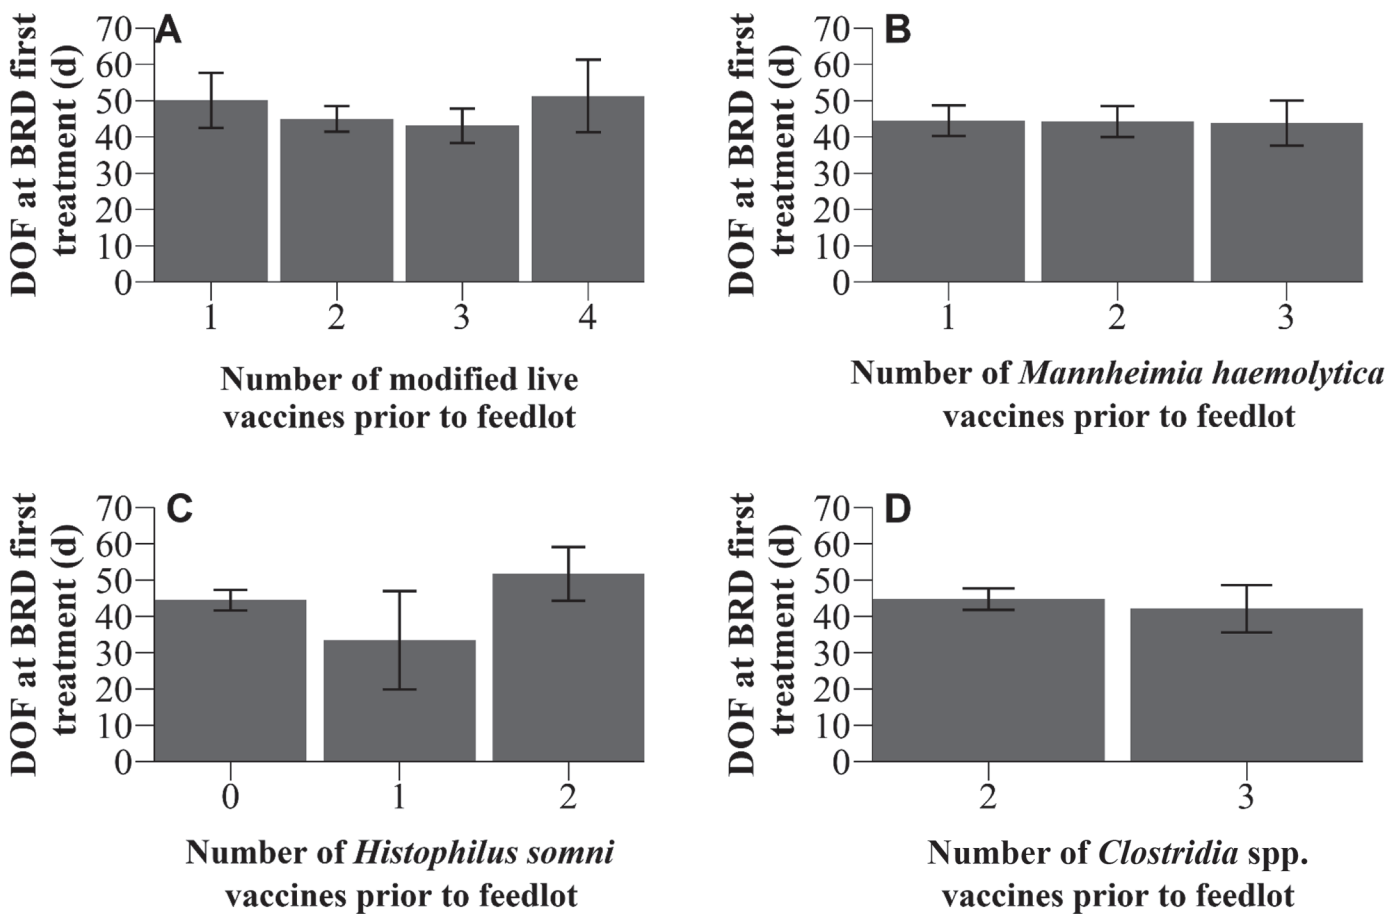 A
DOF at BRD first
treatment (d)
70
60
50
40
30
20
10
0
1 2 3 4
Number of modified live
vaccines prior to feedlot
B
DOF at BRD first
treatment (d)
70
60
50
40
30
20
10
0
1 2 3
Number of Mannheimia haemolytica
vaccines prior to feedlot
C
DOF at BRD first
treatment (d)
70
60
50
40
30
20
10
0
0 1 2
Number of Histophilus somni
vaccines prior to feedlot
D
DOF at BRD first
treatment (d)
70
60
50
40
30
20
10
0
2 3
Number of Clostridia spp.
vaccines prior to feedlot